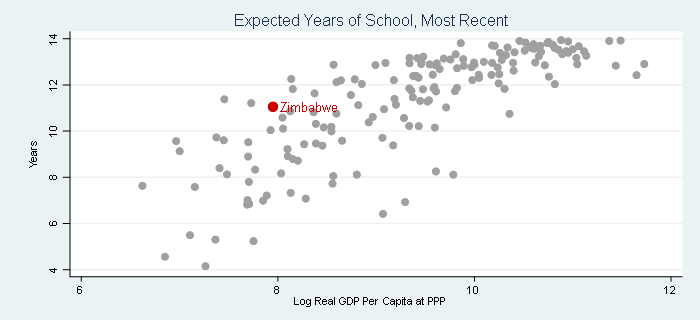 Expected Years of School, Most Recent
14
12
10
8
6
4
Years
Zimbabwe
6 8 10 12
Log Real GDP Per Capita at PPP